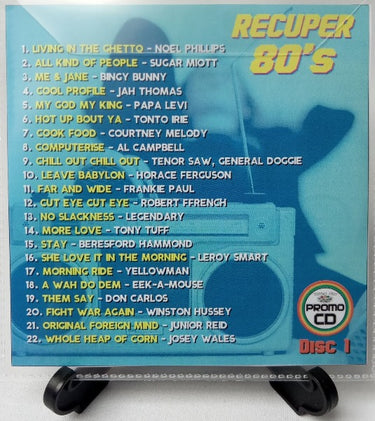 RECUPER
80's
1. LIVING IN THE GHETTO - NOEL PHILLIPS
2. ALL KIND OF PEOPLE - SUGAR MIOTT
3. ME & JANE - BINGY BUNNY
4. COOL PROFILE - JAH THOMAS
5. MY GOD MY KING - PAPA LEVI
6. HOT UP BOUT YA - TONTO IRIE
7. COOK FOOD - COURTNEY MELODY
8. COMPUTERISE - AL CAMPBELL
9. CHILL OUT CHILL OUT - TENOR SAW, GENERAL DOGGIE
10. LEAVE BABYLON - HORACE FERGUSON
11. FAR AND WIDE - FRANKIE PAUL
12. CUT EYE CUT EYE - ROBERT FFRENCH
13. NO SLACKNESS - LEGENDARY
14. MORE LOVE - TONY TUFF
15. STAY - BERESFORD HAMMOND
16. SHE LOVE IT IN THE MORNING - LEROY SMART
17. MORNING RIDE - YELLOWMAN
18. A WAH DO DEM - EEK-A-MOUSE
19. THEM SAY - DON CARLOS
20. FIGHT WAR AGAIN - WINSTON HUSSEY
21. ORIGINAL FOREIGN MIND - JUNIOR REID
22. WHOLE HEAP OF CORN - JOSEY WALES
PROMO
CD
Disc 1